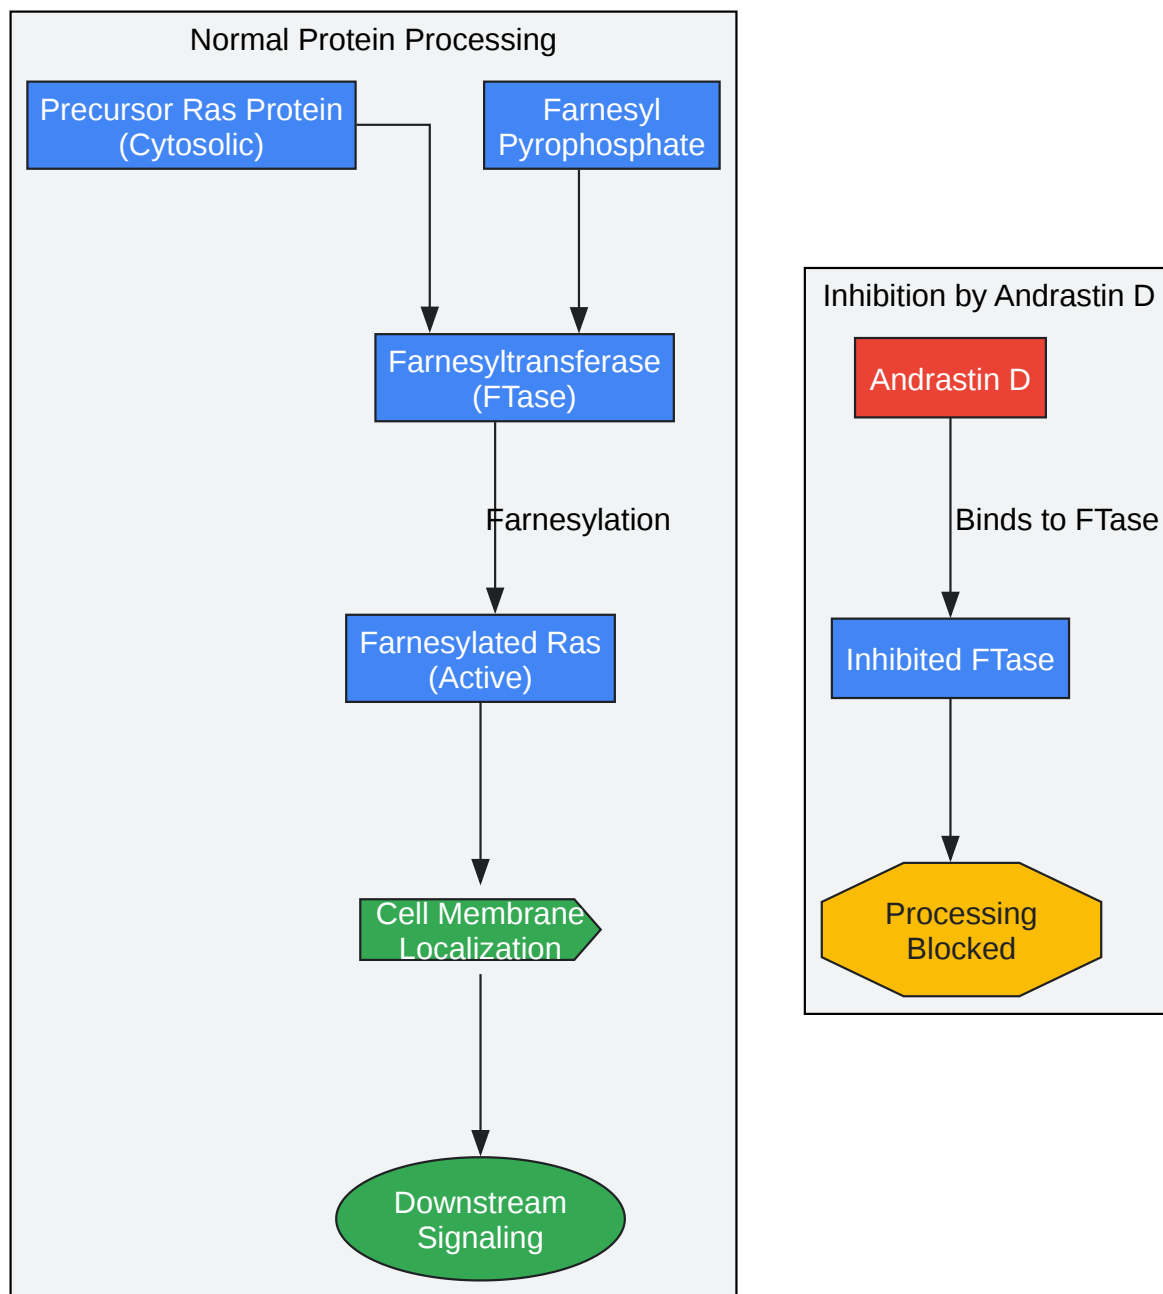 Normal Protein Processing
Precursor Ras Protein
(Cytosolic)
Farnesyl
Pyrophosphate
Farnesyltransferase
(FTase)
Farnesylation
Farnesylated Ras
(Active)
Cell Membrane
Localization
Downstream
Signaling
Inhibition by Andrastin D
Andrastin D
Binds to FTase
Inhibited FTase
Processing
Blocked